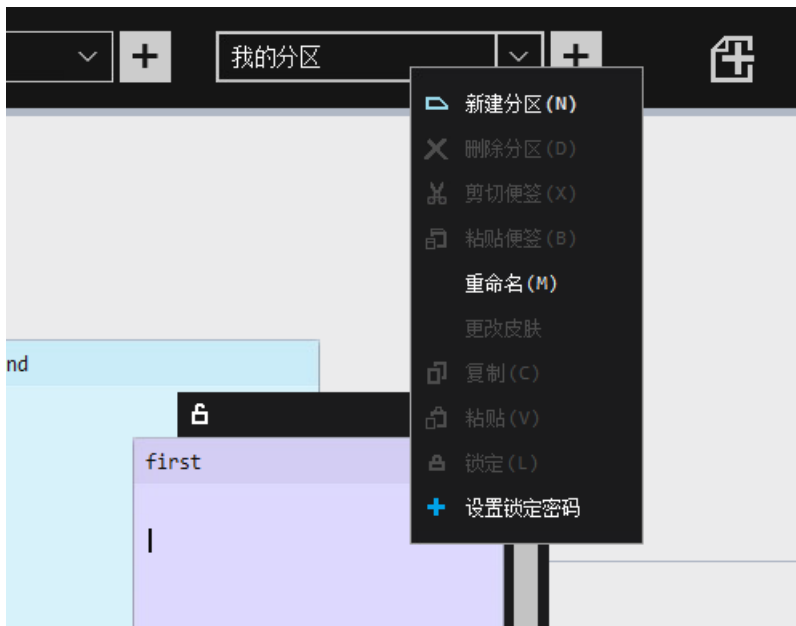 我的分区
新建分区(N)
删除分区(D)
剪切便签(X)
粘贴便签(B)
重命名(M)
更改皮肤
nd
复制(C)
粘贴(V)
first
锁定(L)
设置锁定密码